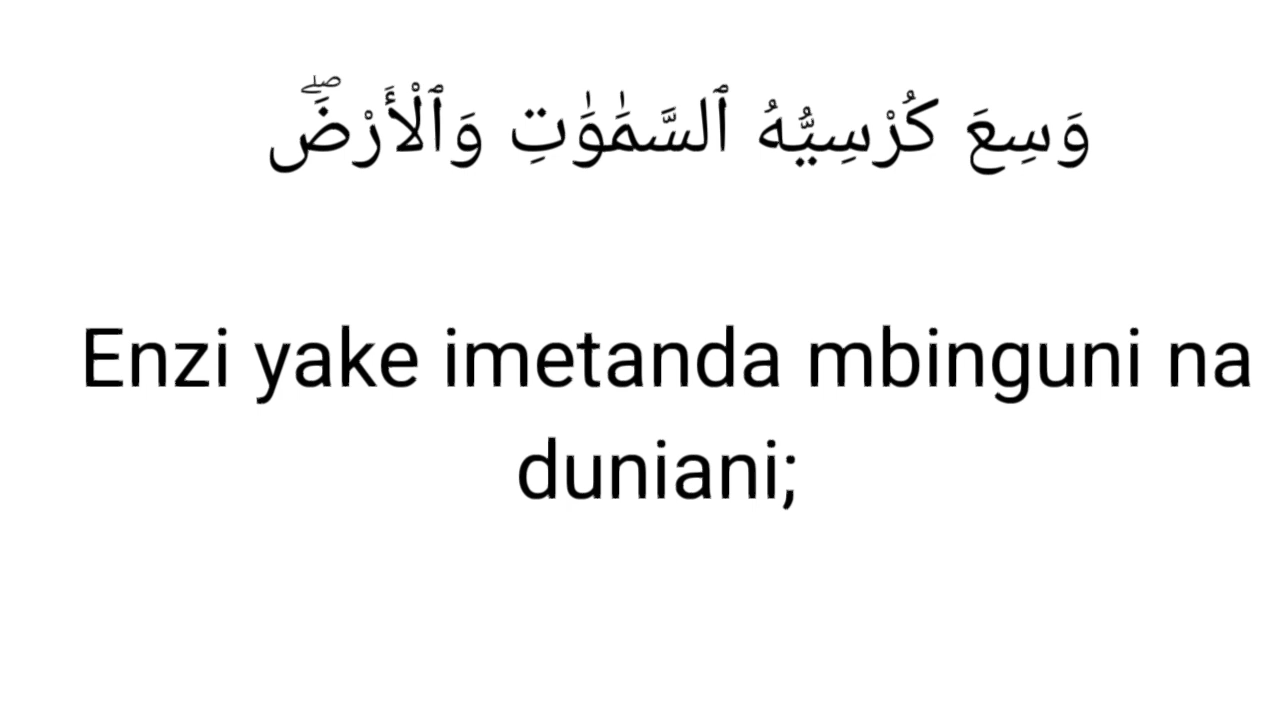 وَسِعَ كُرْسِيُّهُ ٱلسَّمَٰوَٰتِ وَٱلْأَرْضَۖ
Enzi yake imetanda mbinguni na
duniani;